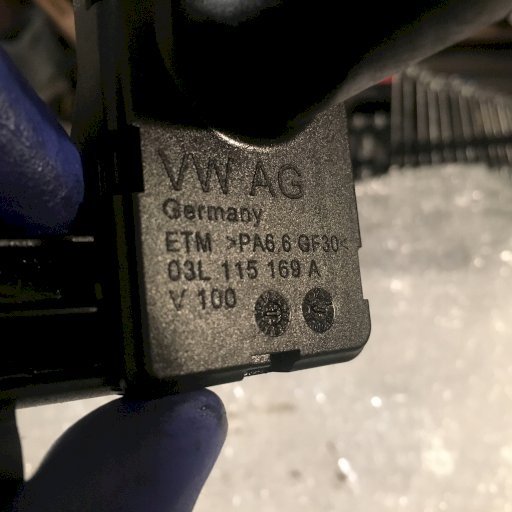 VW AG
Germany
ETM >PA6.6 GF30<
03L 115 169 A
V 100